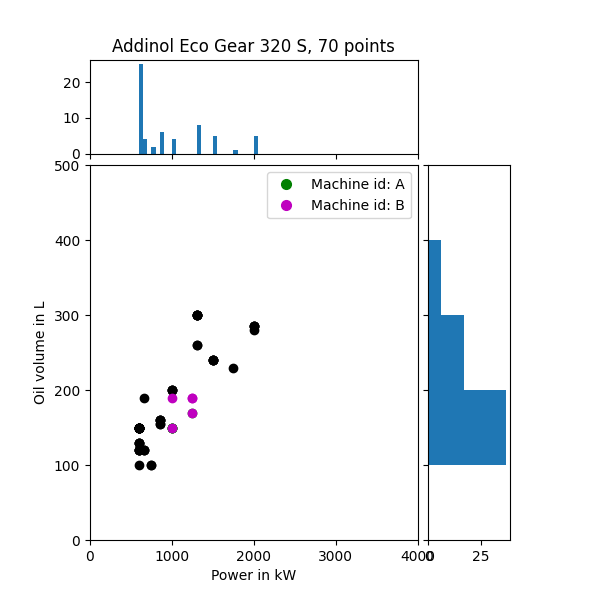 Addinol Eco Gear 320 S, 70 points
20
10
0
500
Machine id: A
Machine id: B
400
300
200
100
0
Oil volume in L
0 1000 2000 3000 4000
0 25
Power in kW